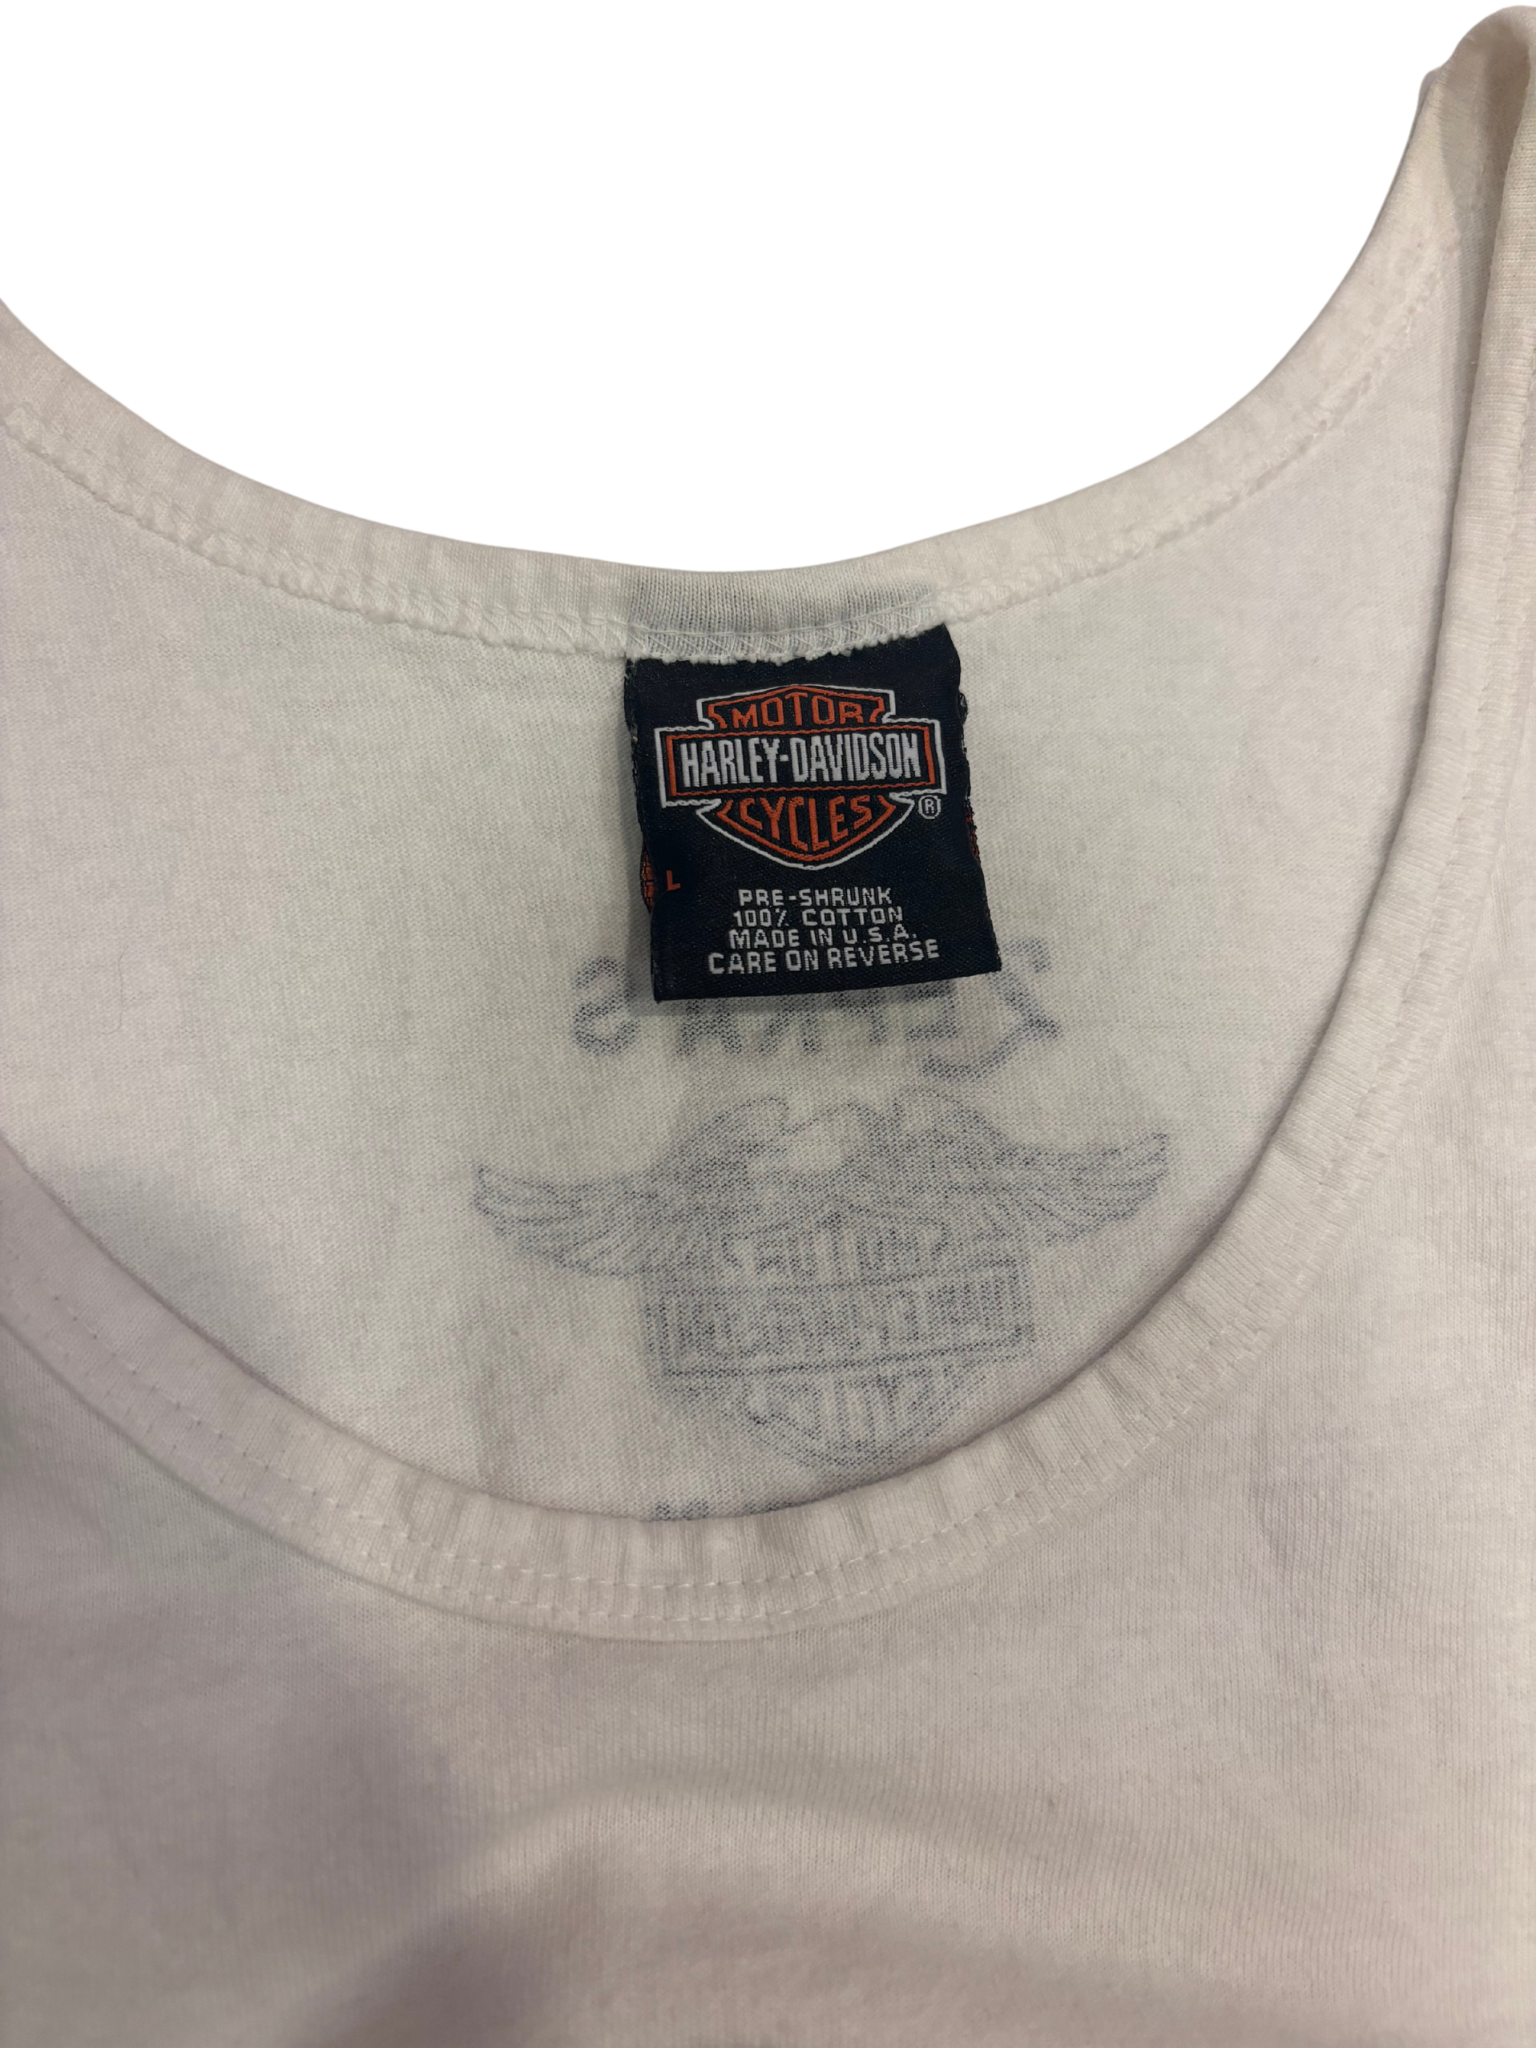 MOTOR
HARLEY-DAVIDSON
CYCLES
®
L
PRE-SHRUNK
100% COTTON
MADE IN U.S.A.
CARE ON REVERSE